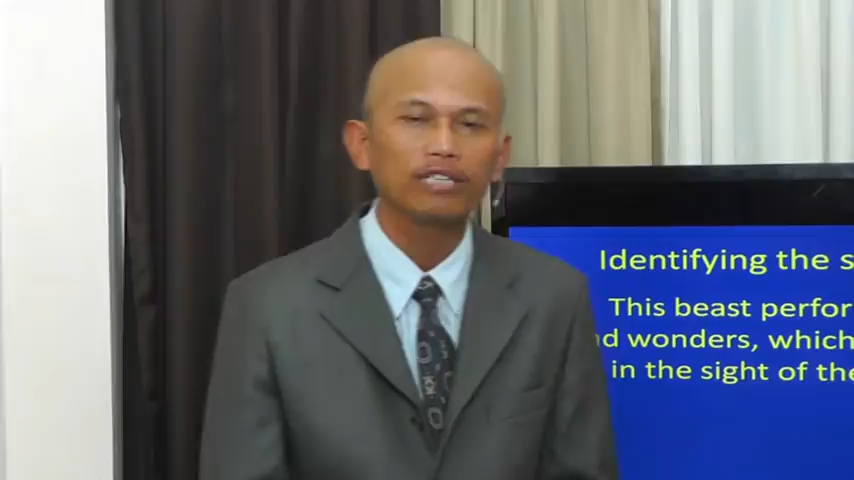 Identifying the s
This beast perfor
nd wonders, which
in the sight of the